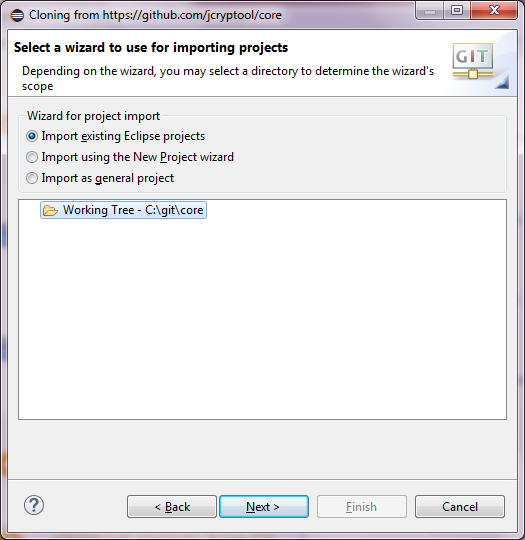 Cloning from https://github.com/jcryptool/core
Select a wizard to use for importing projects
Depending on the wizard, you may select a directory to determine the wizard's
scope
GIT
Wizard for project import
Import existing Eclipse projects
Import using the New Project wizard
Import as general project
Working Tree - C:\git\core
?
< Back
Next >
Finish
Cancel